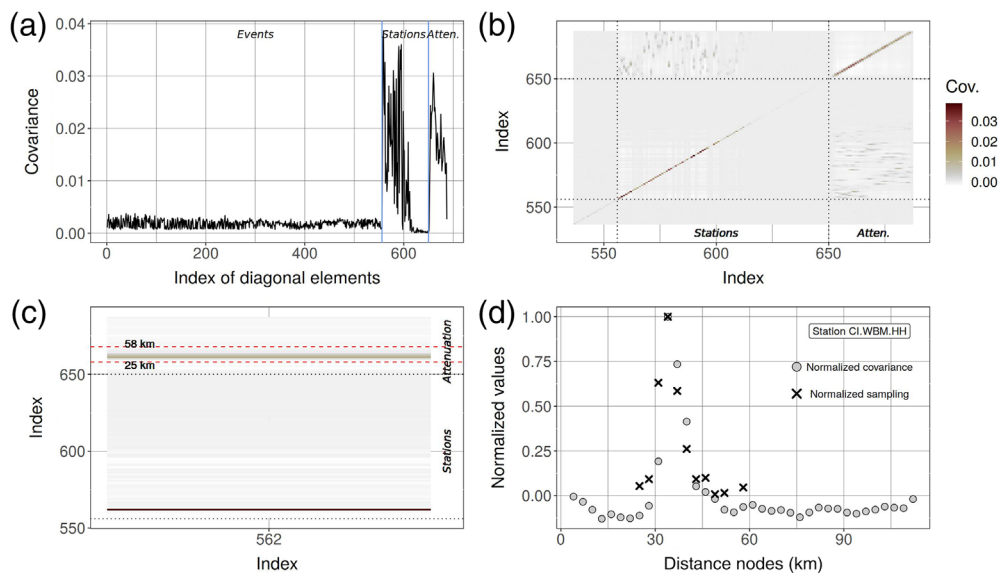 (a)
Events
Stations
Atten.
0.04
0.03
0.02
0.01
0.00
Covariance
0
200
400
600
Index of diagonal elements
(b)
650
600
550
Index
550
600
650
Stations
Atten.
Index
Cov.
0.03
0.02
0.01
0.00
(c)
58 km
25 km
Attenuation
Stations
650
600
550
Index
562
Index
(d)
1.00
0.75
0.50
0.25
0.00
Normalized values
Station CI.WBM.HH
Normalized covariance
Normalized sampling
0
30
60
90
Distance nodes (km)